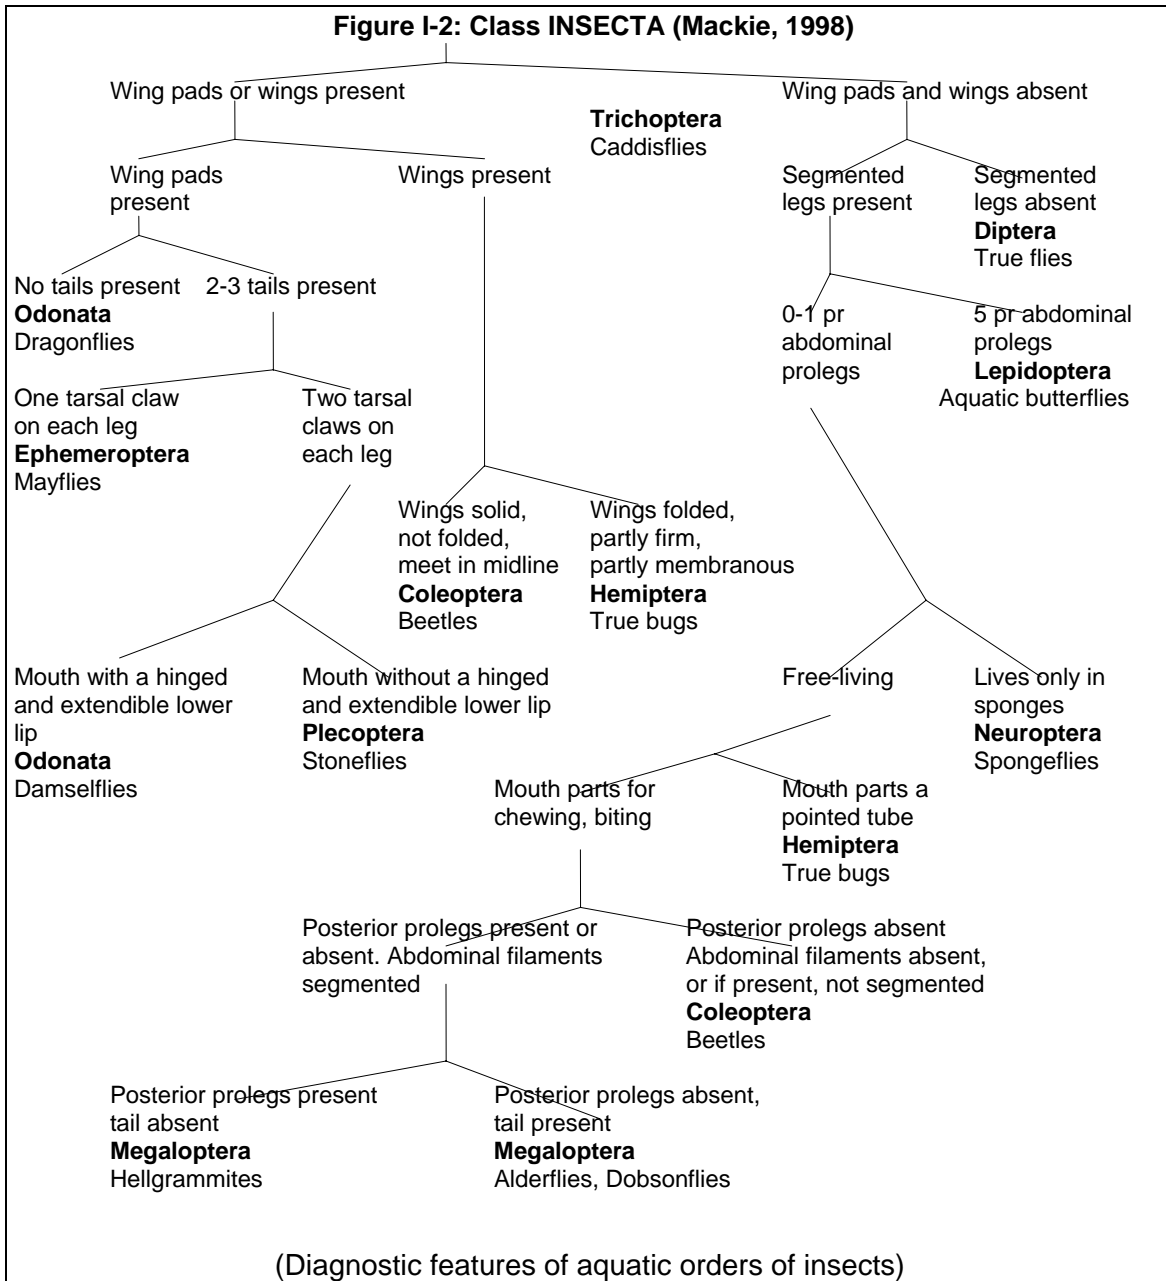 Figure I-2: Class INSECTA (Mackie, 1998)
Wing pads or wings present
Wing pads and wings absent
Trichoptera
Caddisflies
Wing pads
present
Wings present
Segmented
legs present
Segmented
legs absent
Diptera
True flies
No tails present
Odonata
Dragonflies
2-3 tails present
0-1 pr
abdominal
prolegs
5 pr abdominal
prolegs
Lepidoptera
Aquatic butterflies
One tarsal claw
on each leg
Ephemeroptera
Mayflies
Two tarsal
claws on
each leg
Wings solid,
not folded,
meet in midline
Coleoptera
Beetles
Wings folded,
partly firm,
partly membranous
Hemiptera
True bugs
Mouth with a hinged
and extendible lower
lip
Odonata
Damselflies
Mouth without a hinged
and extendible lower lip
Plecoptera
Stoneflies
Free-living
Lives only in
sponges
Neuroptera
Spongeflies
Mouth parts for
chewing, biting
Mouth parts a
pointed tube
Hemiptera
True bugs
Posterior prolegs present or
absent. Abdominal filaments
segmented
Posterior prolegs absent
Abdominal filaments absent,
or if present, not segmented
Coleoptera
Beetles
Posterior prolegs present
tail absent
Megaloptera
Hellgrammites
Posterior prolegs absent,
tail present
Megaloptera
Alderflies, Dobsonflies
(Diagnostic features of aquatic orders of insects)